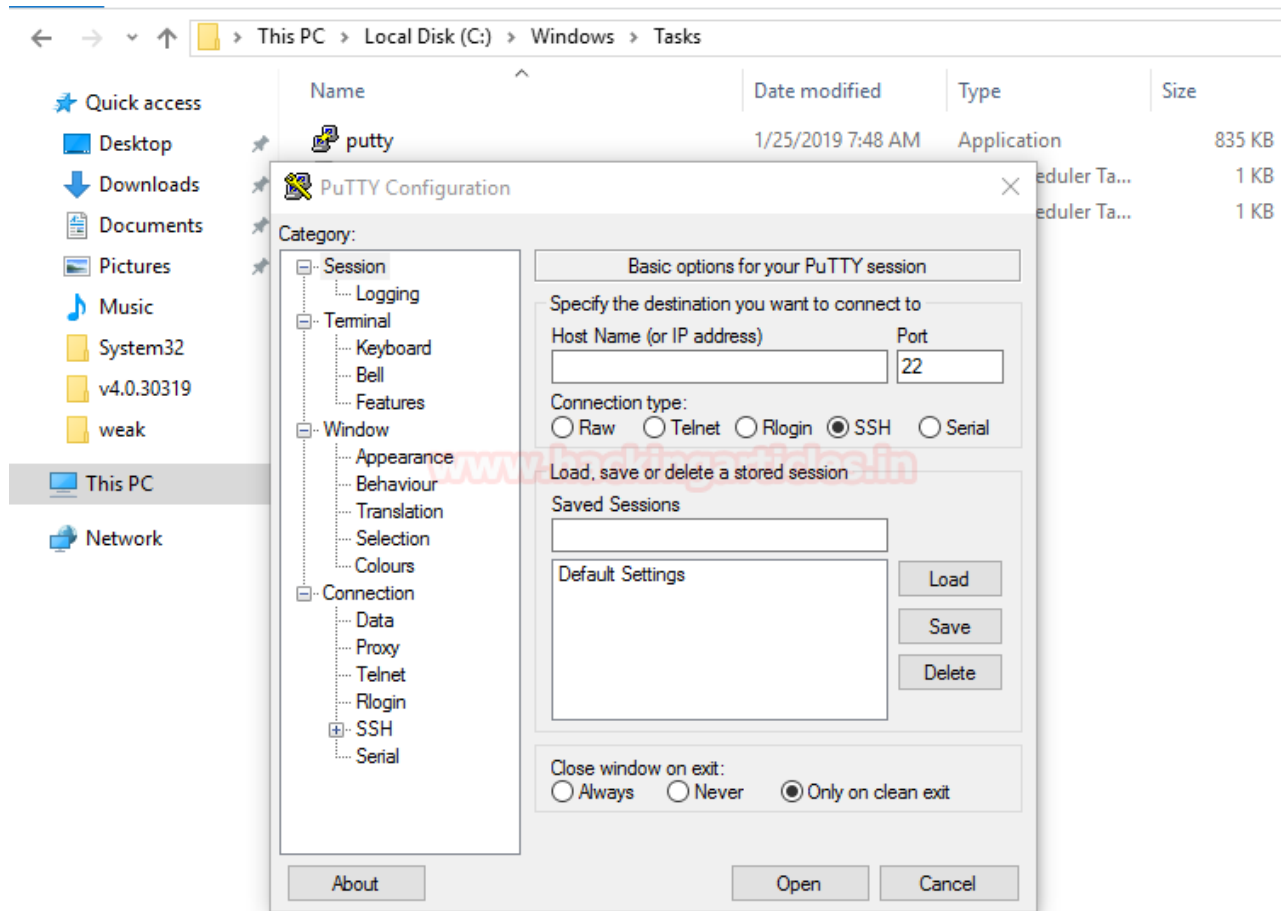 This PC > Local Disk (C:) > Windows > Tasks
Quick access
Desktop
Downloads
Documents
Pictures
Music
System32
v4.0.30319
weak
This PC
Network
Name Date modified Type Size
putty 1/25/2019 7:48 AM Application 835 KB
eduler Ta... 1 KB
eduler Ta... 1 KB
PuTTY Configuration
Category:
Session
Logging
Terminal
Keyboard
Bell
Features
Window
Appearance
Behaviour
Translation
Selection
Colours
Connection
Data
Proxy
Telnet
Rlogin
SSH
Serial
Basic options for your PuTTY session
Specify the destination you want to connect to
Host Name (or IP address) Port
22
Connection type:
Raw Telnet Rlogin SSH Serial
Load, save or delete a stored session
Saved Sessions
Default Settings
Load
Save
Delete
Close window on exit:
Always Never Only on clean exit
About Open Cancel
www.hackingarticles.in